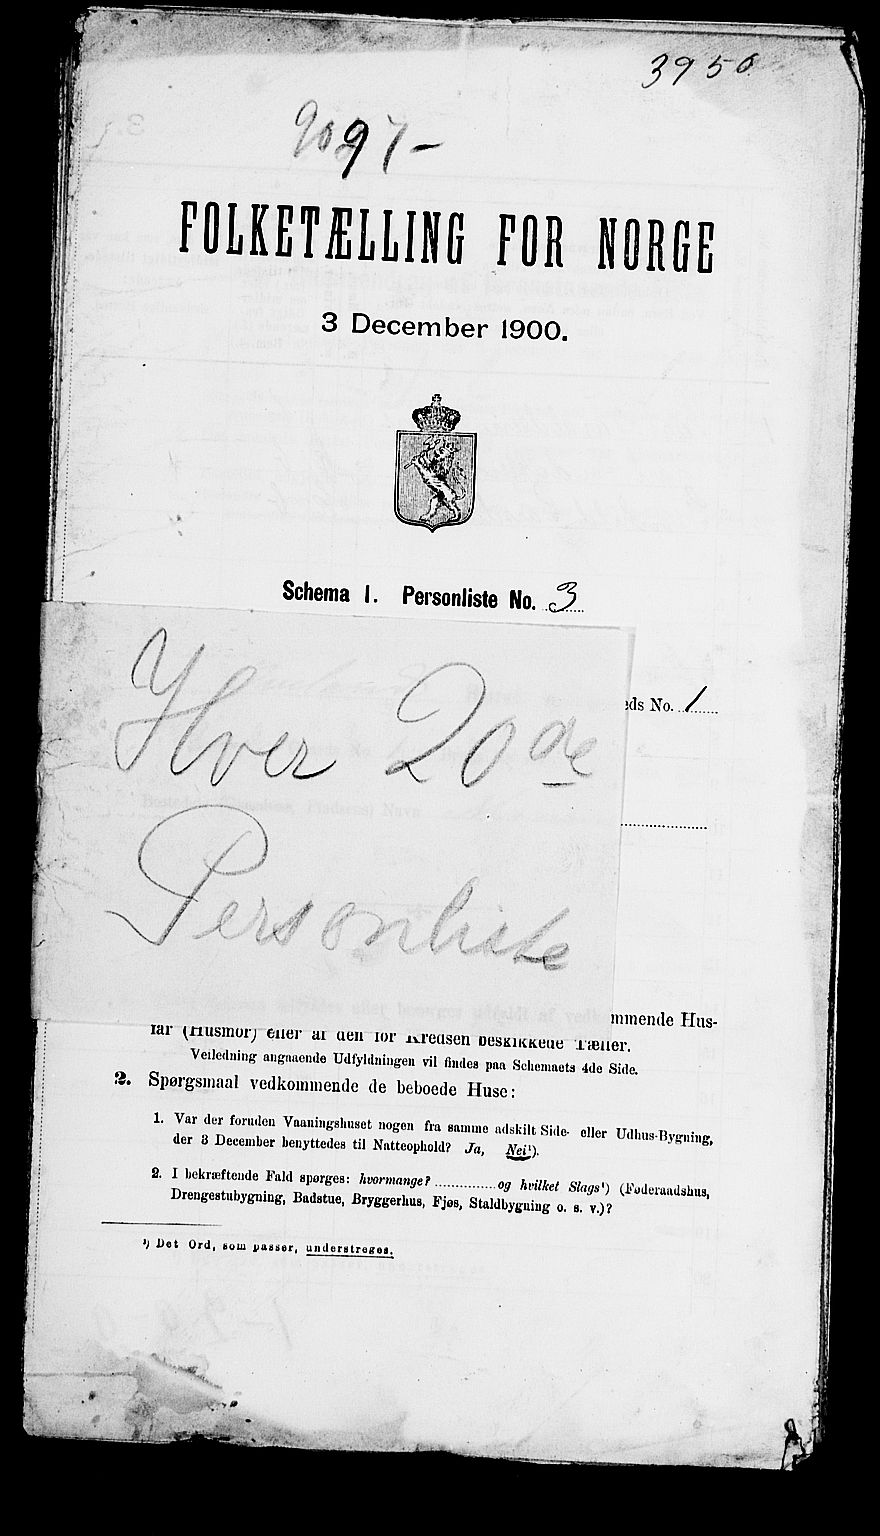 3950
9097-
FOLKETÆLLING FOR NORGE
3 December 1900.
Schema 1. Personliste No. 3
eds No. 1
Hver 20de
Personliste
mmende Hus-
far (Husmor) eller af den for Kredsen beskikkede Tæller.
Veiledning angaaende Udfyldningen vil findes paa Schemaets 4de Side.
2. Spørgsmaal vedkommende de beboede Huse:
1. Var der foruden Vaaningshuset nogen fra samme adskilt Side- eller Udhus-Bygning,
der 3 December benyttedes til Natteophold? Ja, Nei¹).
2. I bekræftende Fald spørges: hvormange? ............... og hvilket Slags¹) (Føderaadshus,
Drengestubygning, Badstue, Bryggerhus, Fjøs, Staldbygning o. s. v.)?
¹) Det Ord, som passer, understreges.